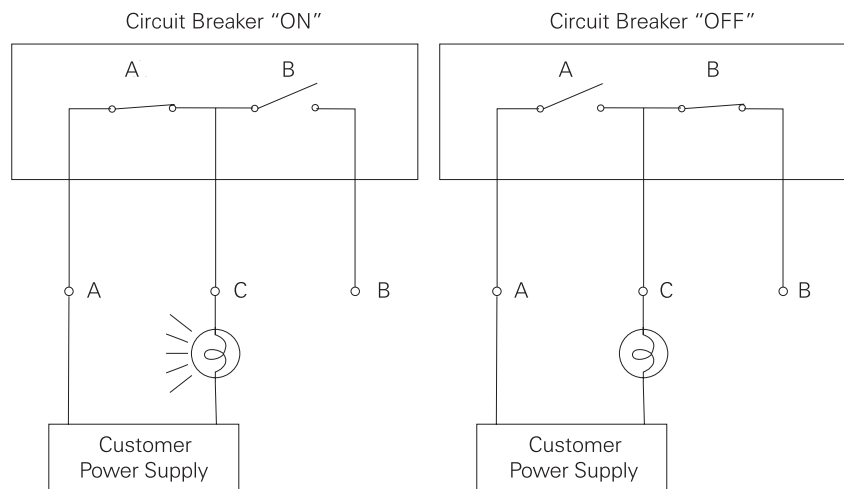 Circuit Breaker “ON”
A
B
A
C
B
Customer
Power Supply
Circuit Breaker “OFF”
A
B
A
C
B
Customer
Power Supply